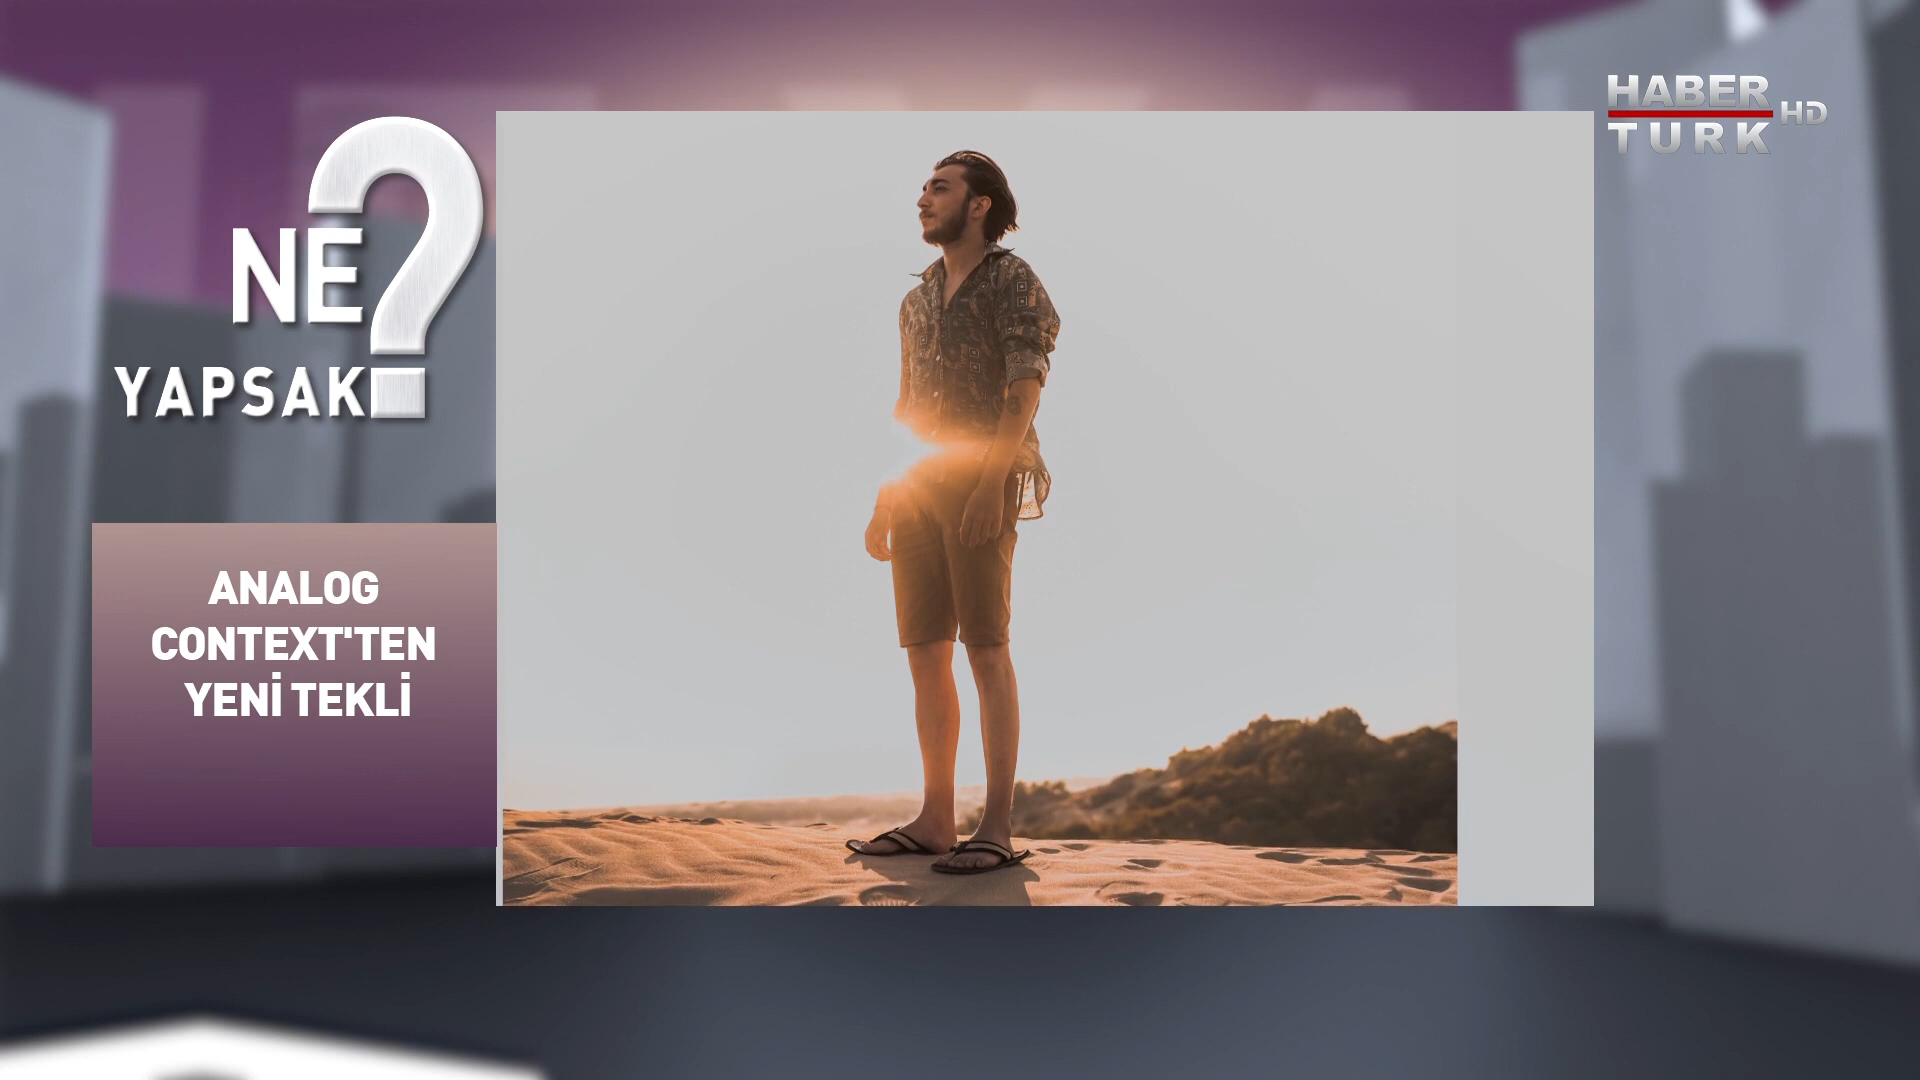 NE
YAPSAK?
ANALOG
CONTEXT'TEN
YENİ TEKLİ
HABER
TURK HD